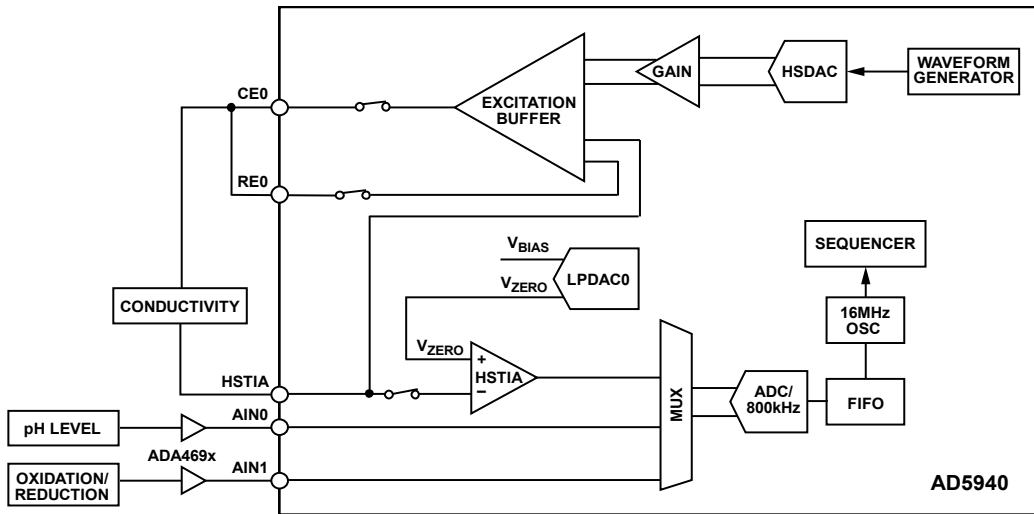 CE0
EXCITATION
BUFFER
GAIN
HSDAC
WAVEFORM
GENERATOR
RE0
VBIAS
VZERO
LPDAC0
SEQUENCER
CONDUCTIVITY
16MHz
OSC
VZERO
+
HSTIA
–
HSTIA
MUX
ADC/
800kHz
FIFO
pH LEVEL
AIN0
ADA469x
OXIDATION/
REDUCTION
AIN1
AD5940